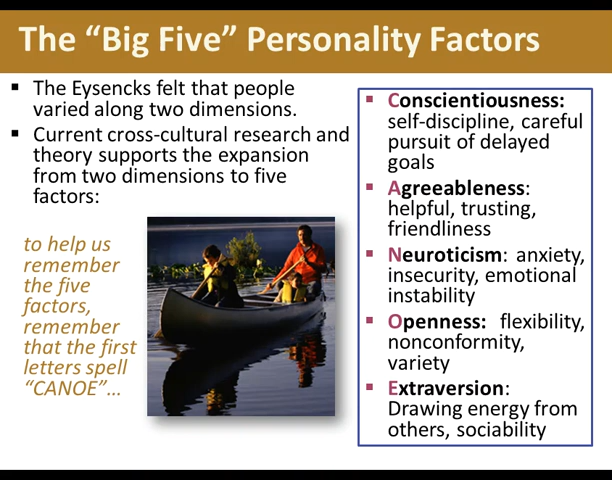 The “Big Five” Personality Factors
▪ The Eysencks felt that people
varied along two dimensions.
▪ Current cross-cultural research and
theory supports the expansion
from two dimensions to five
factors:
to help us
remember
the five
factors,
remember
that the first
letters spell
“CANOE”…
▪ Conscientiousness:
self-discipline, careful
pursuit of delayed
goals
▪ Agreeableness:
helpful, trusting,
friendliness
▪ Neuroticism: anxiety,
insecurity, emotional
instability
▪ Openness: flexibility,
nonconformity,
variety
▪ Extraversion:
Drawing energy from
others, sociability